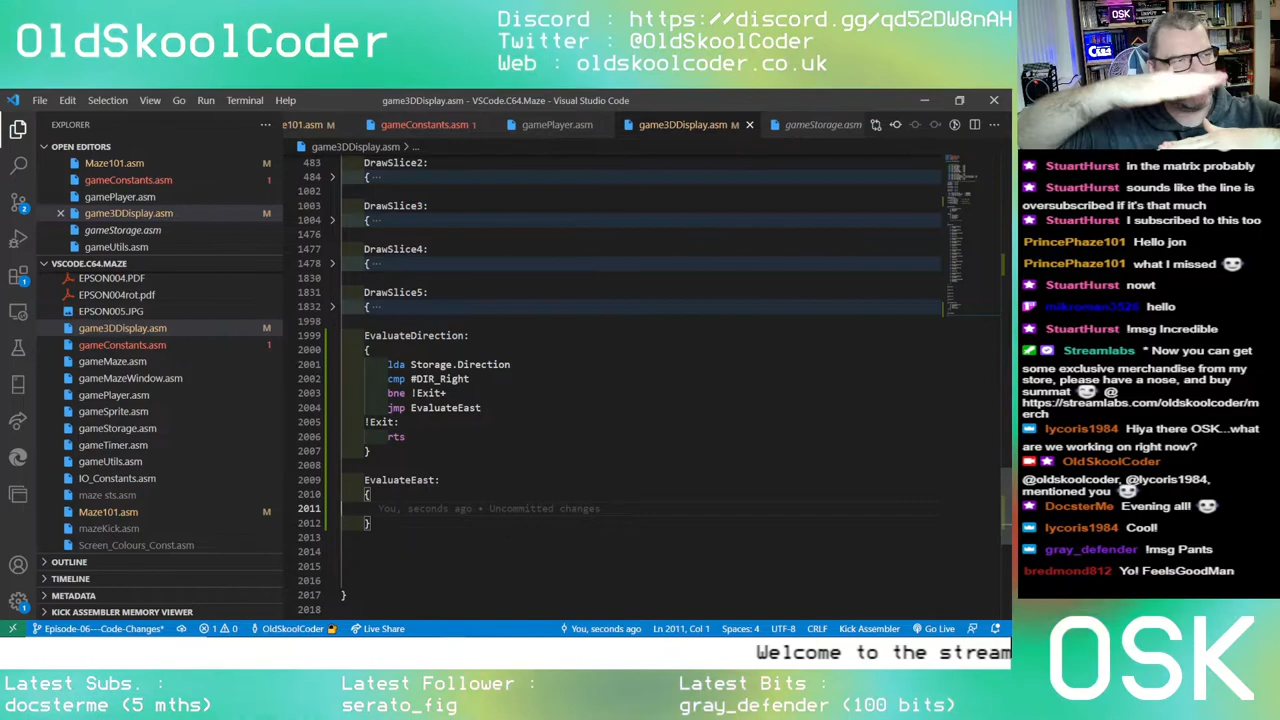 OldSkoolCoder
Discord : https://discord.gg/qd52DW8nAH
Twitter : @OldSkoolCoder
Web : oldskoolcoder.co.uk
OSK
File Edit Selection View Go Run Terminal Help
game3DDisplay.asm - VSCode.C64.Maze - Visual Studio Code
EXPLORER
e101.asm M
gameConstants.asm 1
gamePlayer.asm
game3DDisplay.asm M
gameStorage.asm
game3DDisplay.asm > ...
OPEN EDITORS
Maze101.asm M
gameConstants.asm 1
gamePlayer.asm
game3DDisplay.asm M
gameStorage.asm
gameUtils.asm
VSCODE.C64.MAZE
EPSON004.PDF
EPSON004rot.pdf
EPSON005.JPG
game3DDisplay.asm M
gameConstants.asm 1
gameMaze.asm
gameMazeWindow.asm
gamePlayer.asm
gameSprite.asm
gameStorage.asm
gameTimer.asm
gameUtils.asm
IO_Constants.asm
maze sts.asm
Maze101.asm M
mazeKick.asm
Screen_Colours_Const.asm
OUTLINE
TIMELINE
METADATA
KICK ASSEMBLER MEMORY VIEWER
483 DrawSlice2:
484 { ...
1002
1003 DrawSlice3:
1004 { ...
1476
1477 DrawSlice4:
1478 { ...
1830
1831 DrawSlice5:
1832 { ...
1998
1999 EvaluateDirection:
2000 {
2001 lda Storage.Direction
2002 cmp #DIR_Right
2003 bne !Exit+
2004 jmp EvaluateEast
2005 !Exit:
2006 rts
2007 }
2008
2009 EvaluateEast:
2010 {
2011 You, seconds ago • Uncommitted changes
2012 }
2013
2014
2015
2016
2017 }
2018
Episode-06---Code-Changes* 1 0 OldSkoolCoder Live Share You, seconds ago Ln 2011, Col 1 Spaces: 4 UTF-8 CRLF Kick Assembler Go Live
StuartHurst in the matrix probably
StuartHurst sounds like the line is
oversubscribed if it's that much
StuartHurst I subscribed to this too
PrincePhaze101 Hello jon
PrincePhaze101 what I missed
StuartHurst nowt
mikroman3526 hello
StuartHurst !msg Incredible
Streamlabs * Now you can get
some exclusive merchandise from my
store, please have a nose, and buy
summat @
https://streamlabs.com/oldskoolcoder/m
erch
lycoris1984 Hiya there OSK...what
are we working on right now?
OldSkoolCoder
@oldskoolcoder, @lycoris1984,
mentioned you
DocsterMe Evening all!
lycoris1984 Cool!
gray_defender !msg Pants
bredmond812 Yo! FeelsGoodMan
Welcome to the stream
Latest Subs. :
docsterme (5 mths)
Latest Follower :
serato_fig
Latest Bits :
gray_defender (100 bits)
OSK